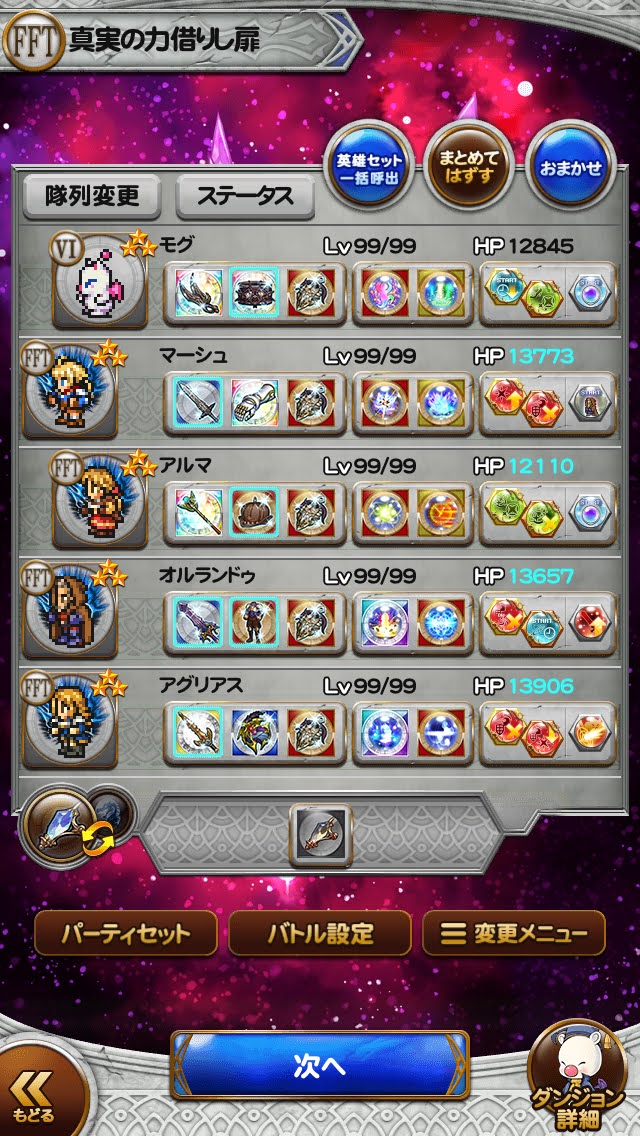 FFT 真実の力借りし扉
英雄セット
一括呼出
まとめて
はずす
おまかせ
隊列変更
ステータス
VI モグ Lv99/99 HP12845
START
FFT マーシュ Lv99/99 HP13773
START
FFT アルマ Lv99/99 HP12110
FFT オルランドゥ Lv99/99 HP13657
START
FFT アグリアス Lv99/99 HP13906
パーティセット
バトル設定
変更メニュー
次へ
もどる
ダンジョン
詳細